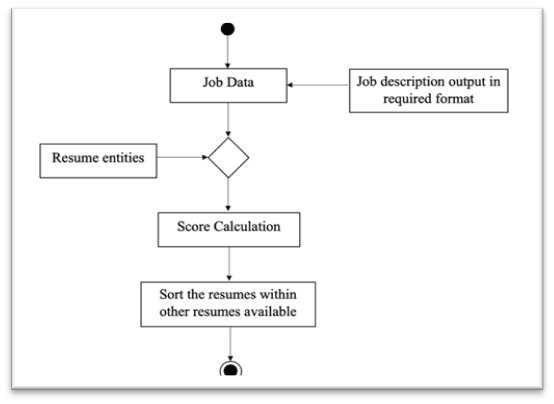 Job Data
Job description output in
required format
Resume entities
Score Calculation
Sort the resumes within
other resumes available